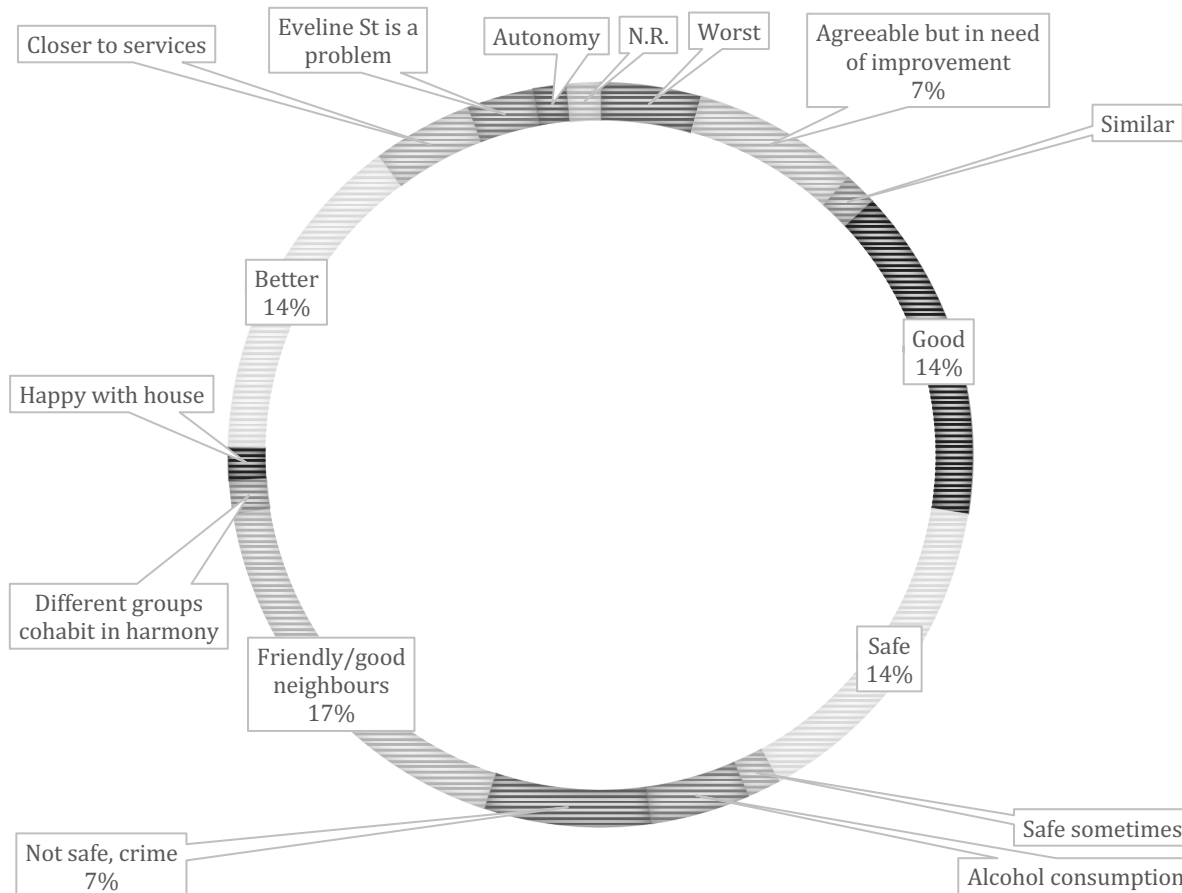 Closer to services
Eveline St is a
problem
Autonomy
N.R.
Worst
Agreeable but in need
of improvement
7%
Similar
Good
14%
Safe
14%
Safe sometimes
Alcohol consumption
Not safe, crime
7%
Friendly/good
neighbours
17%
Different groups
cohabit in harmony
Happy with house
Better
14%